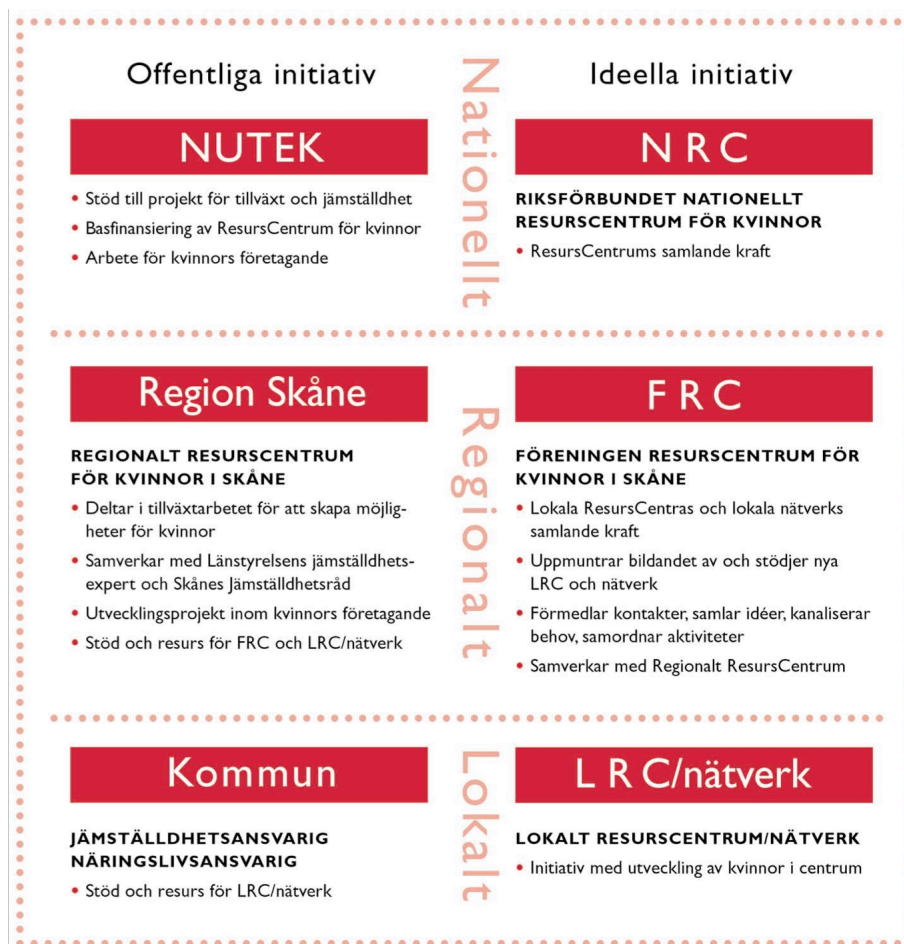 Offentliga initiativ
Ideella initiativ
Nationellt
NUTEK
• Stöd till projekt för tillväxt och jämställdhet
• Basfinansiering av ResursCentrum för kvinnor
• Arbete för kvinnors företagande
N R C
RIKSFÖRBUNDET NATIONELLT
RESURSCENTRUM FÖR KVINNOR
• ResursCentrums samlande kraft
Regionalt
Region Skåne
REGIONALT RESURSCENTRUM
FÖR KVINNOR I SKÅNE
• Deltar i tillväxtarbetet för att skapa möjlig-
heter för kvinnor
• Samverkar med Länstyrelsens jämställdhets-
expert och Skånes Jämställdhetsråd
• Utvecklingsprojekt inom kvinnors företagande
• Stöd och resurs för FRC och LRC/nätverk
F R C
FÖRENINGEN RESURSCENTRUM FÖR
KVINNOR I SKÅNE
• Lokala ResursCentras och lokala nätverks
samlande kraft
• Uppmuntrar bildandet av och stödjer nya
LRC och nätverk
• Förmedlar kontakter, samlar idéer, kanaliserar
behov, samordnar aktiviteter
• Samverkar med Regionalt ResursCentrum
Lokalt
Kommun
JÄMSTÄLLDHETSANSVARIG
NÄRINGSLIVSANSVARIG
• Stöd och resurs för LRC/nätverk
L R C/nätverk
LOKALT RESURSCENTRUM/NÄTVERK
• Initiativ med utveckling av kvinnor i centrum